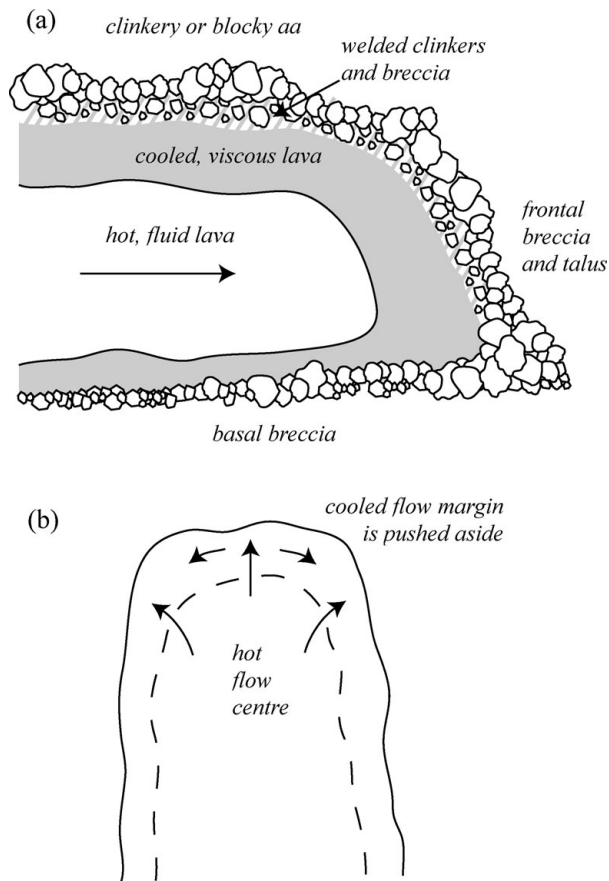 (a)
clinkery or blocky aa
welded clinkers
and breccia
cooled, viscous lava
hot, fluid lava
frontal
breccia
and talus
basal breccia
(b)
cooled flow margin
is pushed aside
hot
flow
centre